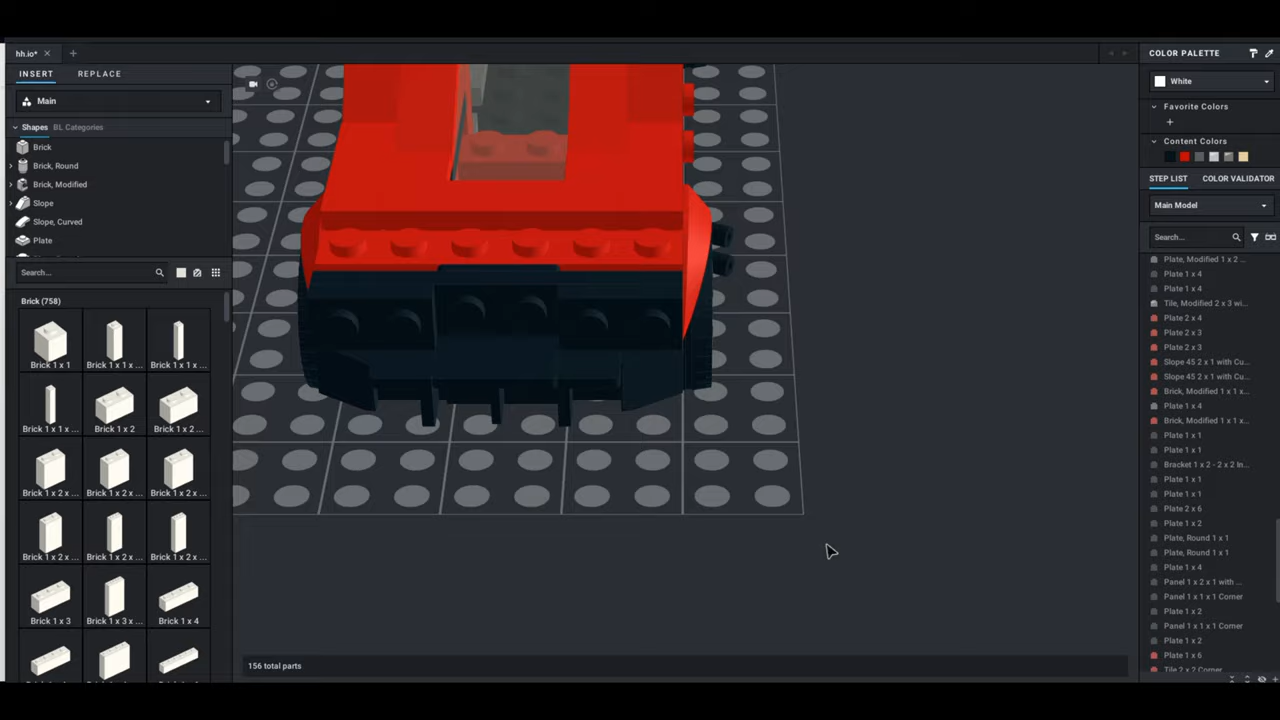 hh.io*
INSERT REPLACE
Main
Shapes BL Categories
Brick
Brick, Round
Brick, Modified
Slope
Slope, Curved
Plate
Search...
Brick (758)
Brick 1 x 1 Brick 1 x 1 x ... Brick 1 x 1 x ...
Brick 1 x 1 x ... Brick 1 x 2 Brick 1 x 2 ...
Brick 1 x 2 x ... Brick 1 x 2 x ... Brick 1 x 2 x ...
Brick 1 x 2 x ... Brick 1 x 2 x ... Brick 1 x 2 x ...
Brick 1 x 3 Brick 1 x 3 x ... Brick 1 x 4
156 total parts
COLOR PALETTE
White
Favorite Colors
Content Colors
STEP LIST COLOR VALIDATOR
Main Model
Search...
Plate, Modified 1 x 2 ...
Plate 1 x 4
Plate 1 x 4
Tile, Modified 2 x 3 wi...
Plate 2 x 4
Plate 2 x 3
Plate 2 x 3
Slope 45 2 x 1 with Cu...
Slope 45 2 x 1 with Cu...
Brick, Modified 1 x 1 x...
Plate 1 x 4
Brick, Modified 1 x 1 x...
Plate 1 x 1
Plate 1 x 1
Bracket 1 x 2 - 2 x 2 In...
Plate 1 x 1
Plate 1 x 1
Plate 2 x 6
Plate 1 x 2
Plate, Round 1 x 1
Plate, Round 1 x 1
Plate 1 x 4
Panel 1 x 2 x 1 with ...
Panel 1 x 1 x 1 Corner
Plate 1 x 2
Panel 1 x 1 x 1 Corner
Plate 1 x 2
Plate 1 x 6
Tile 2 x 2 Corner